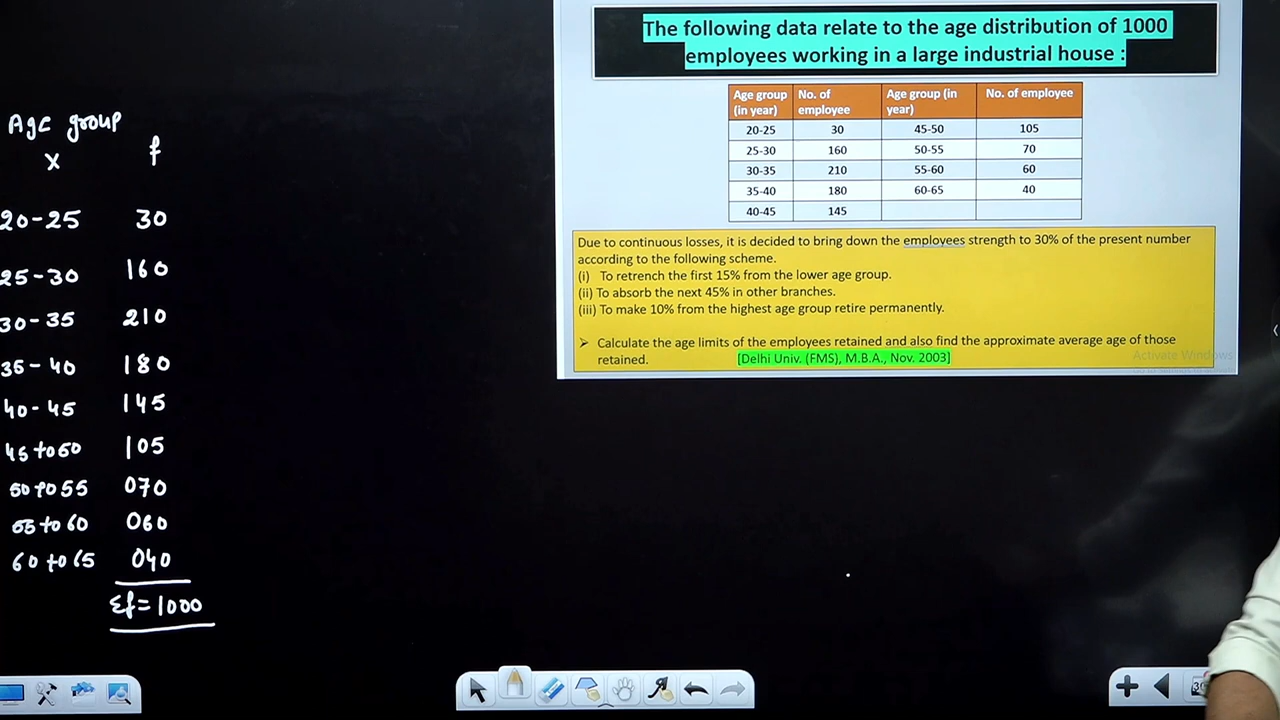 The following data relate to the age distribution of 1000
employees working in a large industrial house :
Age group (in year) No. of employee Age group (in year) No. of employee
20-25 30 45-50 105
25-30 160 50-55 70
30-35 210 55-60 60
35-40 180 60-65 40
40-45 145
Due to continuous losses, it is decided to bring down the employees strength to 30% of the present number
according to the following scheme.
(i) To retrench the first 15% from the lower age group.
(ii) To absorb the next 45% in other branches.
(iii) To make 10% from the highest age group retire permanently.
➢ Calculate the age limits of the employees retained and also find the approximate average age of those
retained. [Delhi Univ. (FMS), M.B.A., Nov. 2003]
Activate Windows
Age group
x f
20-25 30
25-30 160
30-35 210
35-40 180
40-45 145
45 to 50 105
50 to 55 070
55 to 60 060
60 to 65 040
Σf = 1000